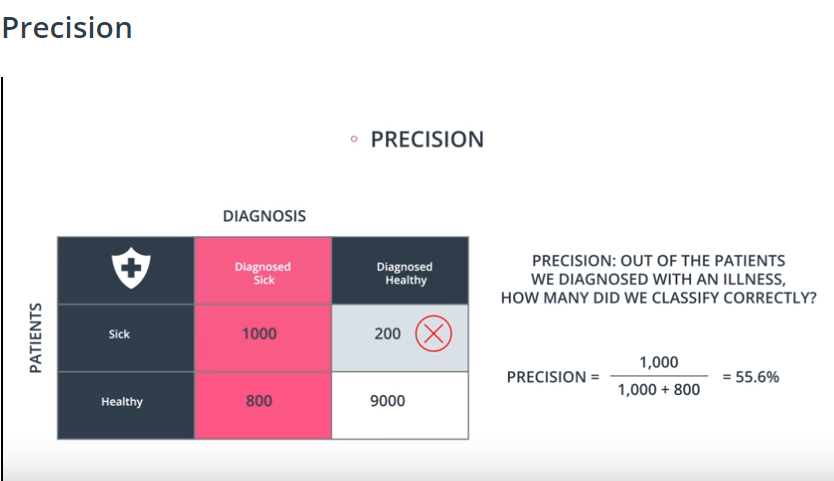 Precision
PRECISION
DIAGNOSIS
PATIENTS
Diagnosed
Sick
Diagnosed
Healthy
Sick
1000
200
Healthy
800
9000
PRECISION: OUT OF THE PATIENTS
WE DIAGNOSED WITH AN ILLNESS,
HOW MANY DID WE CLASSIFY CORRECTLY?
PRECISION =
1,000
1,000 + 800
= 55.6%